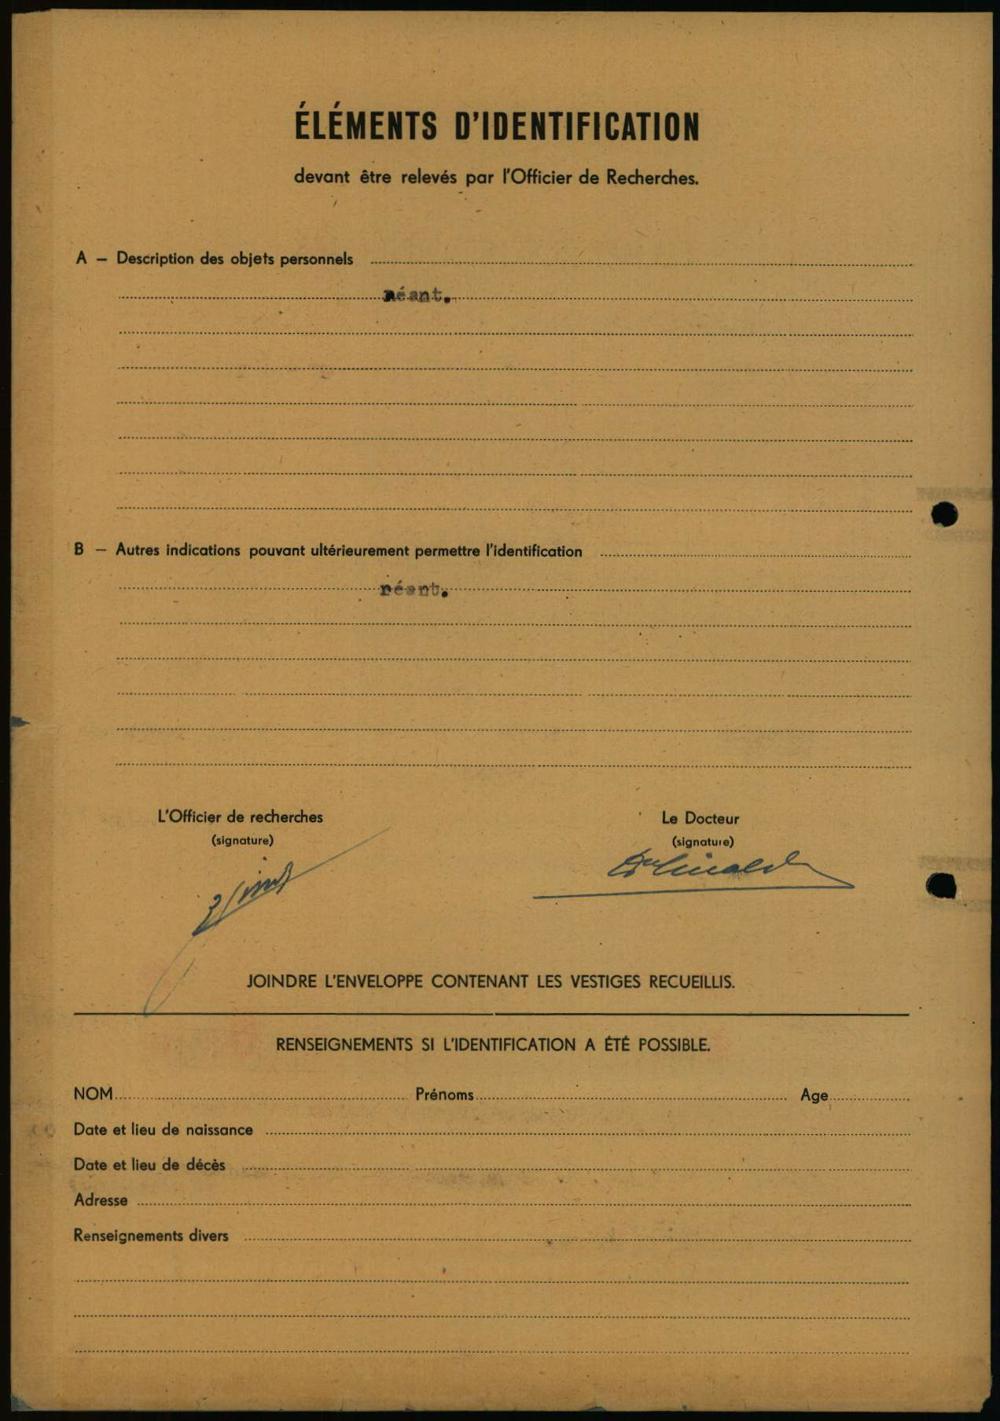 ÉLÉMENTS D'IDENTIFICATION
devant être relevés par l'Officier de Recherches.
A – Description des objets personnels
néant.
B – Autres indications pouvant ultérieurement permettre l'identification
néant.
L'Officier de recherches
(signature)
Le Docteur
(signature)
JOINDRE L'ENVELOPPE CONTENANT LES VESTIGES RECUEILLIS.
RENSEIGNEMENTS SI L'IDENTIFICATION A ÉTÉ POSSIBLE.
NOM Prénoms Age
Date et lieu de naissance
Date et lieu de décès
Adresse
Renseignements divers